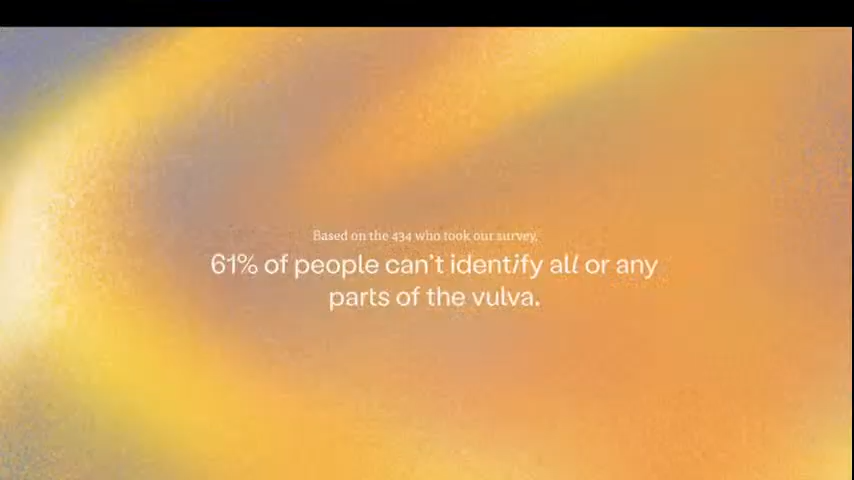 Based on the 434 who took our survey,
61% of people can't identify all or any
parts of the vulva.